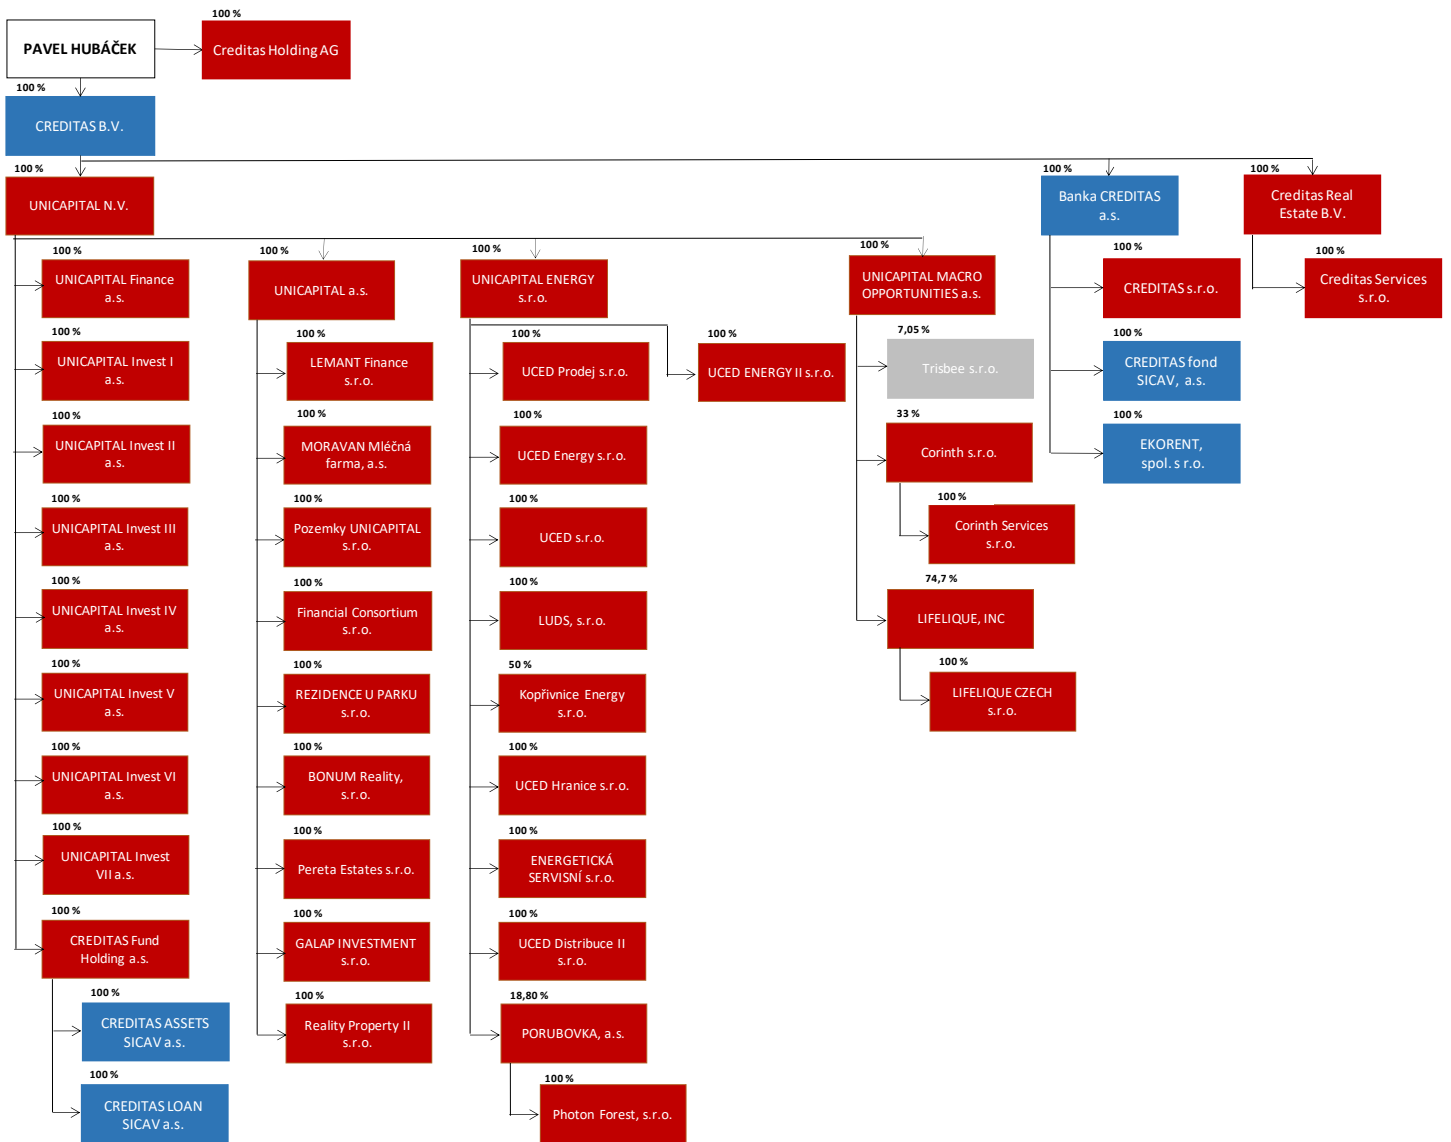 100 %
PAVEL HUBÁČEK
Creditas Holding AG
100 %
CREDITAS B.V.
100 %
UNICAPITAL N.V.
100 %
Banka CREDITAS
a.s.
100 %
Creditas Real
Estate B.V.
100 %
UNICAPITAL Finance
a.s.
100 %
UNICAPITAL Invest I
a.s.
100 %
UNICAPITAL Invest II
a.s.
100 %
UNICAPITAL Invest III
a.s.
100 %
UNICAPITAL Invest IV
a.s.
100 %
UNICAPITAL Invest V
a.s.
100 %
UNICAPITAL Invest VI
a.s.
100 %
UNICAPITAL Invest
VII a.s.
100 %
CREDITAS Fund
Holding a.s.
100 %
CREDITAS ASSETS
SICAV a.s.
100 %
CREDITAS LOAN
SICAV a.s.
100 %
UNICAPITAL a.s.
100 %
LEMANT Finance
s.r.o.
100 %
MORAVAN Mléčná
farma, a.s.
100 %
Pozemky UNICAPITAL
s.r.o.
100 %
Financial Consortium
s.r.o.
100 %
REZIDENCE U PARKU
s.r.o.
100 %
BONUM Reality,
s.r.o.
100 %
Pereta Estates s.r.o.
100 %
GALAP INVESTMENT
s.r.o.
100 %
Reality Property II
s.r.o.
100 %
UNICAPITAL ENERGY
s.r.o.
100 %
UCED Prodej s.r.o.
100 %
UCED ENERGY II s.r.o.
100 %
UCED Energy s.r.o.
100 %
UCED s.r.o.
100 %
LUDS, s.r.o.
50 %
Kopřivnice Energy
s.r.o.
100 %
UCED Hranice s.r.o.
100 %
ENERGETICKÁ
SERVISNÍ s.r.o.
100 %
UCED Distribuce II
s.r.o.
18,80 %
PORUBOVKA, a.s.
100 %
Photon Forest, s.r.o.
100 %
UNICAPITAL MACRO
OPPORTUNITIES a.s.
7,05 %
Trisbee s.r.o.
33 %
Corinth s.r.o.
100 %
Corinth Services
s.r.o.
74,7 %
LIFELIQUE, INC
100 %
LIFELIQUE CZECH
s.r.o.
100 %
CREDITAS s.r.o.
100 %
CREDITAS fond
SICAV, a.s.
100 %
EKORENT,
spol. s r.o.
100 %
Creditas Services
s.r.o.